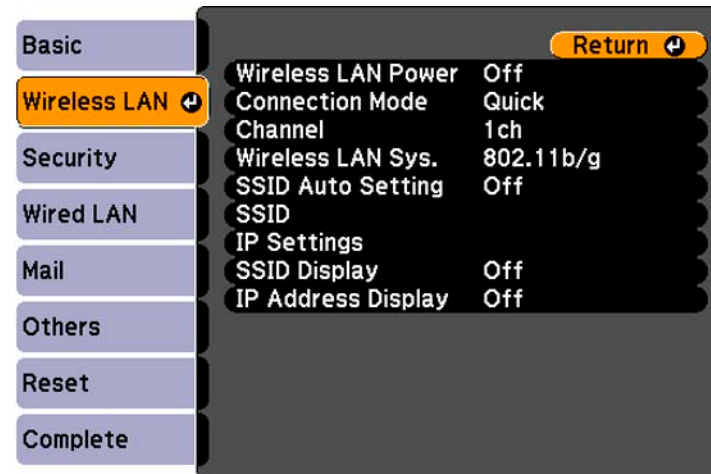 Basic
Wireless LAN
Security
Wired LAN
Mail
Others
Reset
Complete
Return
Wireless LAN Power Off
Connection Mode Quick
Channel 1ch
Wireless LAN Sys. 802.11b/g
SSID Auto Setting Off
SSID
IP Settings
SSID Display Off
IP Address Display Off